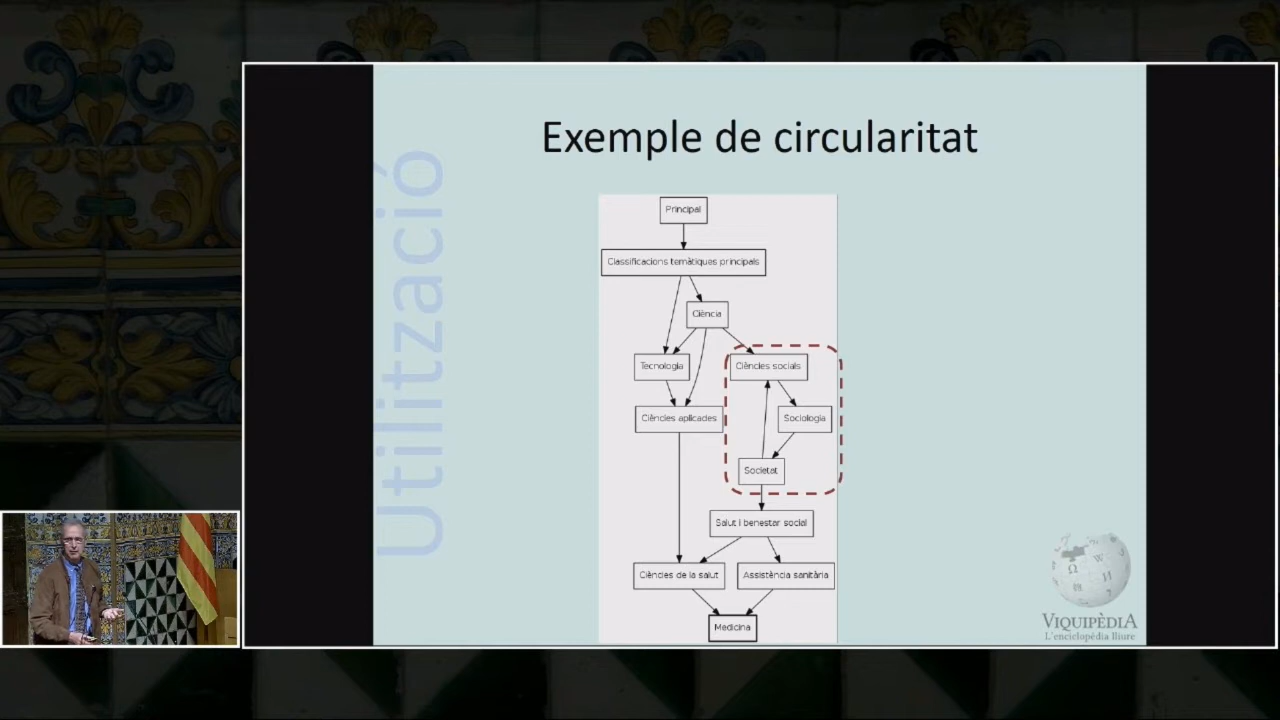 Exemple de circularitat
Utilització
Principal
Classificacions temàtiques principals
Ciència
Tecnologia
Ciències socials
Ciències aplicades
Sociologia
Societat
Salut i benestar social
Ciències de la salut
Assistència sanitària
Medicina
VIQUIPÈDIA
L'enciclopèdia lliure